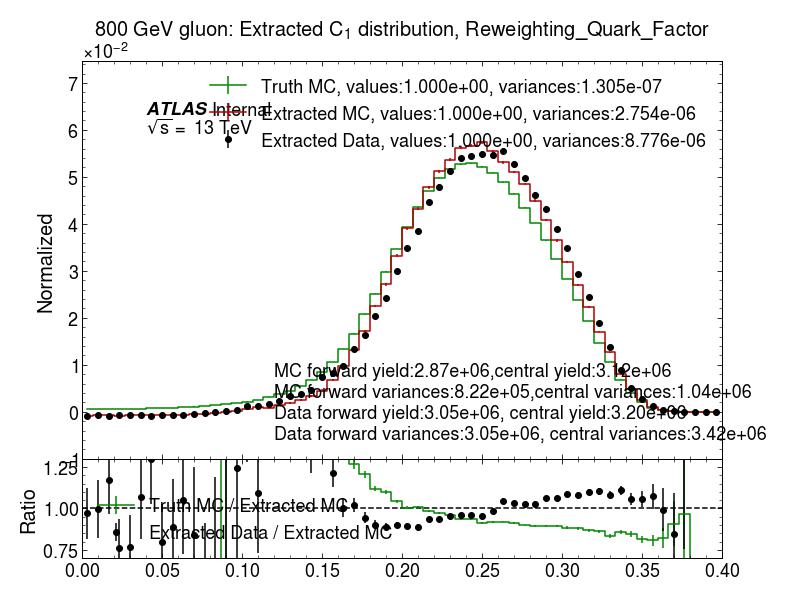 800 GeV gluon: Extracted C₁ distribution, Reweighting_Quark_Factor
×10⁻²
Truth MC, values:1.000e+00, variances:1.305e-07
ATLAS Internal
Extracted MC, values:1.000e+00, variances:2.754e-06
√s = 13 TeV
Extracted Data, values:1.000e+00, variances:8.776e-06
7
6
5
4
3
2
1
0
Normalized
MC forward yield:2.87e+06,central yield:3.12e+06
MC forward variances:8.22e+05,central variances:1.04e+06
Data forward yield:3.05e+06, central yield:3.20e+06
Data forward variances:3.05e+06, central variances:3.42e+06
1
1.25
1.00
0.75
Ratio
Truth MC / Extracted MC
Extracted Data / Extracted MC
0.00 0.05 0.10 0.15 0.20 0.25 0.30 0.35 0.40